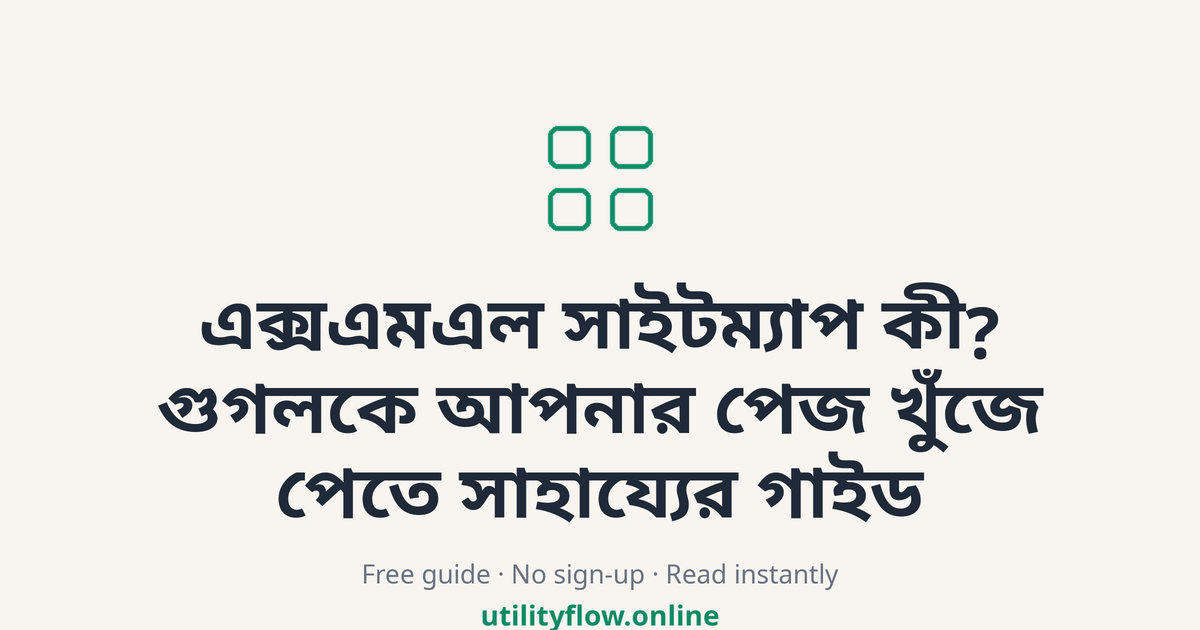 এক্সএমএল সাইটম্যাপ কী?
গুগলকে আপনার পেজ খুঁজে
পেতে সাহায্যের গাইড
Free guide · No sign-up · Read instantly
utilityflow.online